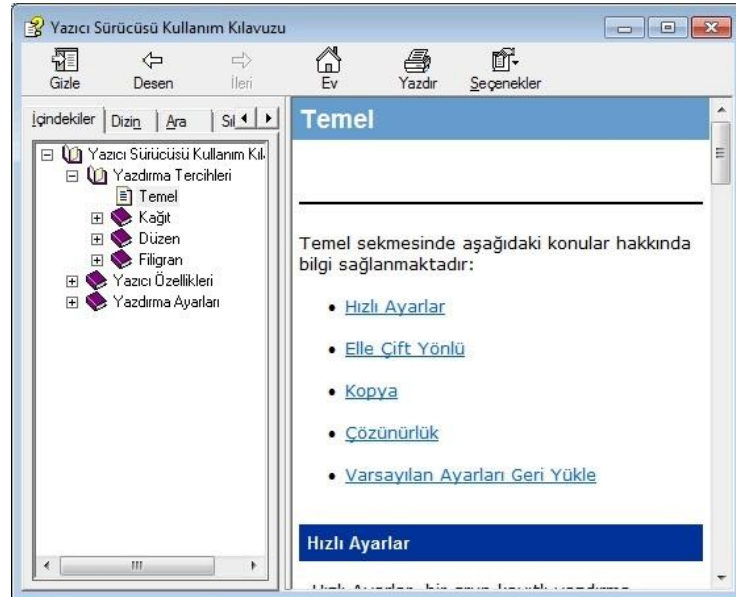 Yazıcı Sürücüsü Kullanım Kılavuzu
Gizle Desen İleri Ev Yazdır Seçenekler
İçindekiler Dizin Ara
Yazıcı Sürücüsü Kullanım
Yazdırma Tercihleri
Temel
Kağıt
Düzen
Filigran
Yazıcı Özellikleri
Yazdırma Ayarları
Temel
Temel sekmesinde aşağıdaki konular hakkında
bilgi sağlanmaktadır:
• Hızlı Ayarlar
• Elle Çift Yönlü
• Kopya
• Çözünürlük
• Varsayılan Ayarları Geri Yükle
Hızlı Ayarlar